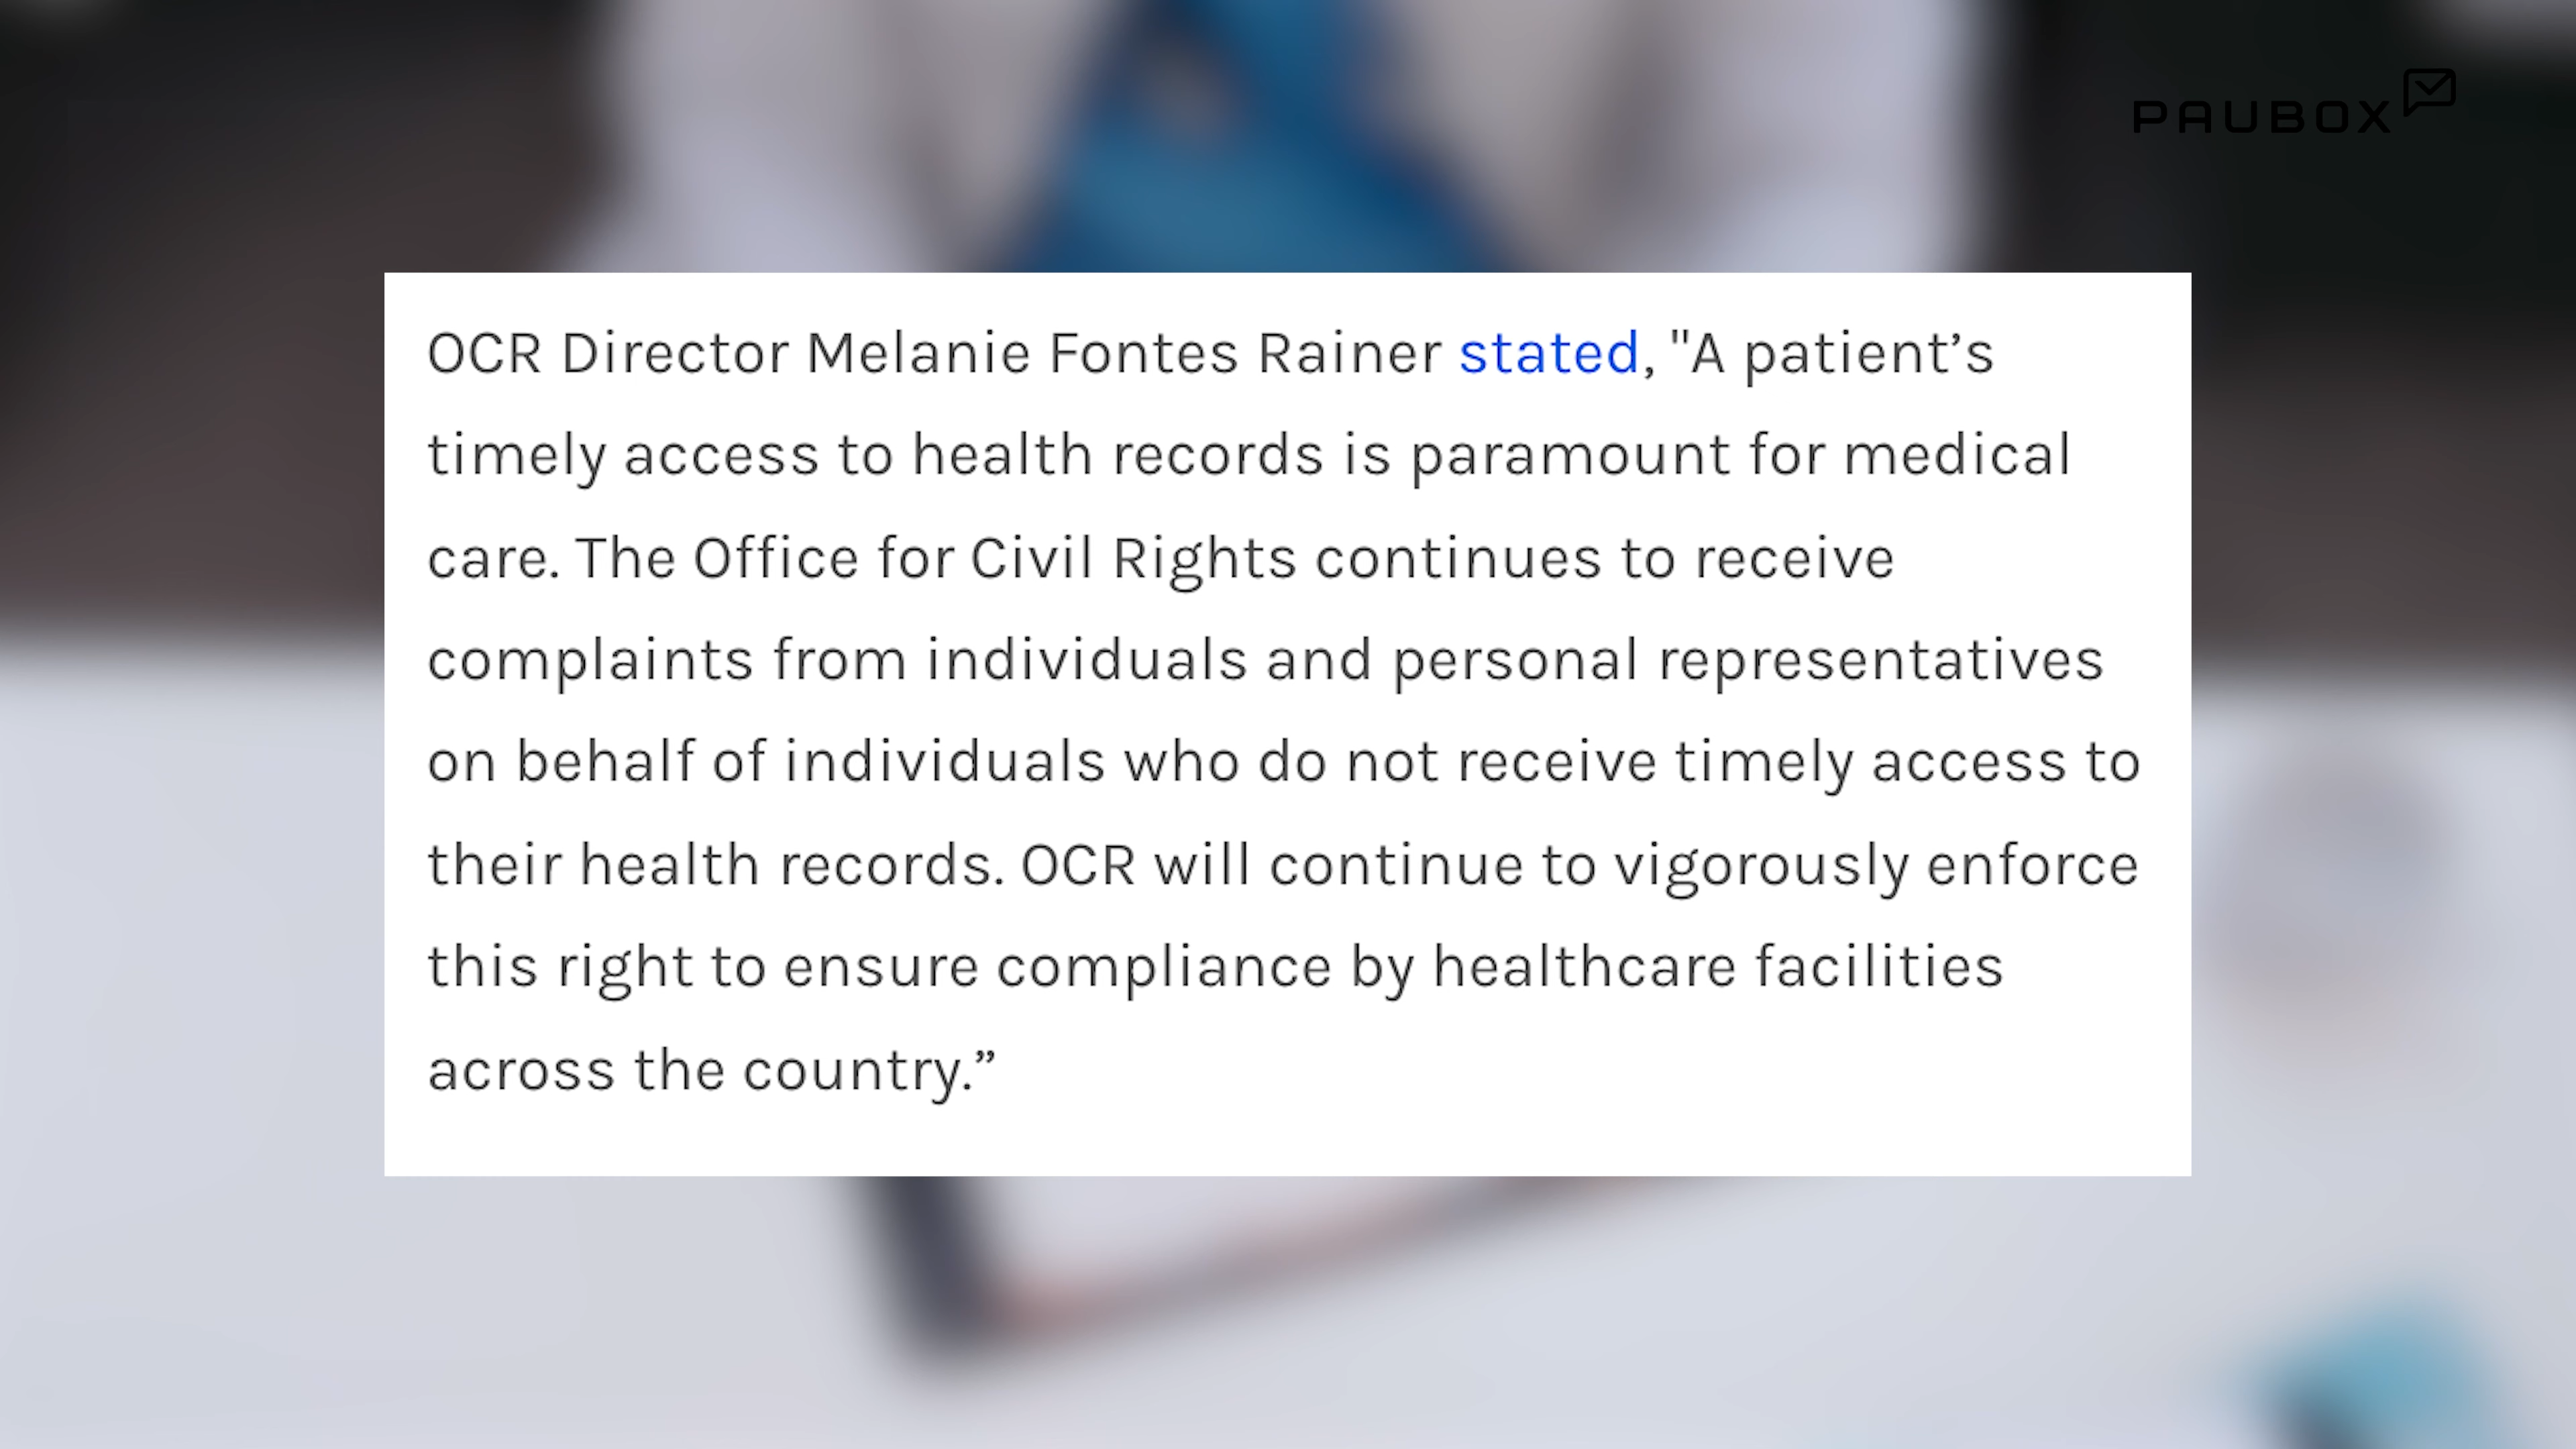 PAUBOX
OCR Director Melanie Fontes Rainer stated, "A patient’s
timely access to health records is paramount for medical
care. The Office for Civil Rights continues to receive
complaints from individuals and personal representatives
on behalf of individuals who do not receive timely access to
their health records. OCR will continue to vigorously enforce
this right to ensure compliance by healthcare facilities
across the country.”